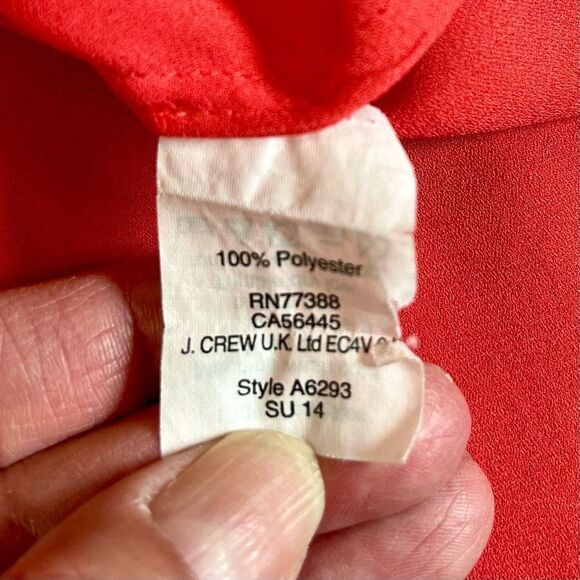 100% Polyester
RN77388
CA56445
J. CREW U.K. Ltd EC4V
Style A6293
SU 14